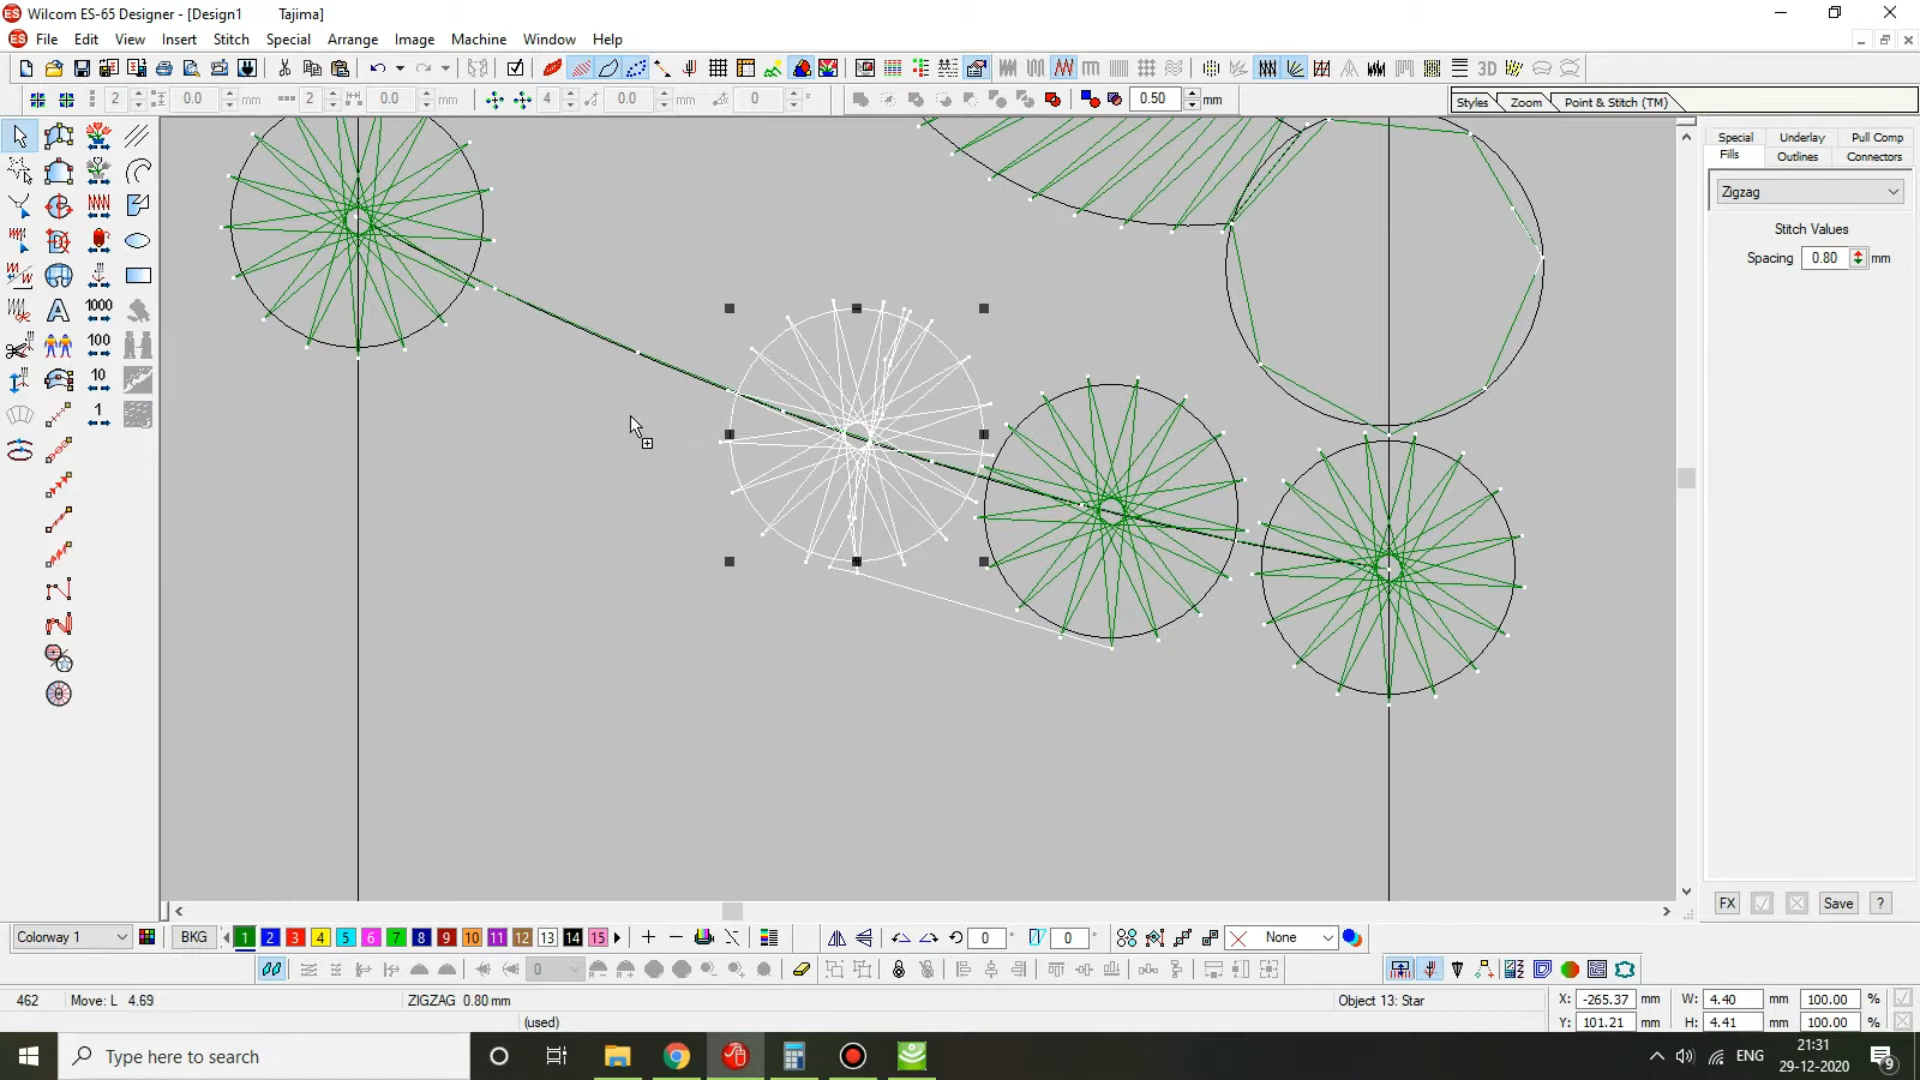 Wilcom ES-65 Designer - [Design1 Tajima]
File Edit View Insert Stitch Special Arrange Image Machine Window Help
2 0.0 mm 2 0.0 mm 4 0.0 mm 0 ° 0.50 mm
Styles Zoom Point & Stitch (TM)
Special Underlay Pull Comp
Fills Outlines Connectors
Zigzag
Stitch Values
Spacing 0.80 mm
1000
100
10
1
3D
FX Save ?
Colorway 1 BKG 1 2 3 4 5 6 7 8 9 10 11 12 13 14 15 0 ° 0 ° None
0
462 Move: L 4.69 ZIGZAG 0.80 mm Object 13: Star X: -265.37 mm W: 4.40 mm 100.00 %
(used) Y: 101.21 mm H: 4.41 mm 100.00 %
Type here to search
ENG
21:31
29-12-2020
9